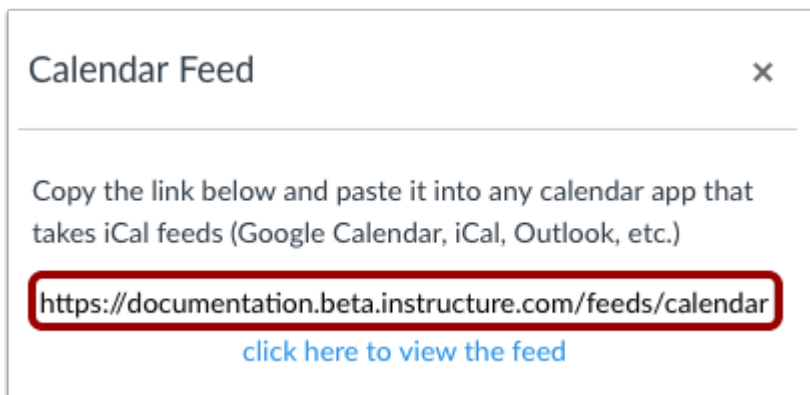 Calendar Feed ×
Copy the link below and paste it into any calendar app that
takes iCal feeds (Google Calendar, iCal, Outlook, etc.)
https://documentation.beta.instructure.com/feeds/calendar
click here to view the feed